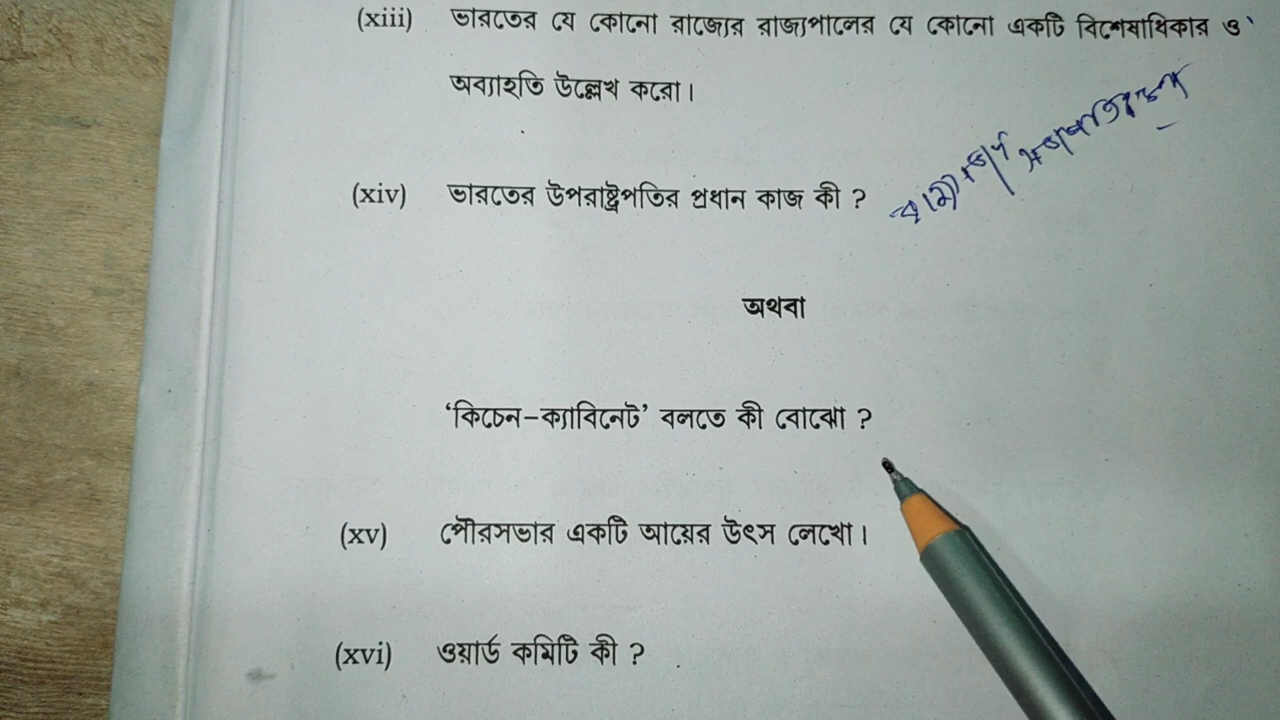 (xiii) ভারতের যে কোনো রাজ্যের রাজ্যপালের যে কোনো একটি বিশেষাধিকার ও
অব্যাহতি উল্লেখ করো।
(xiv) ভারতের উপরাষ্ট্রপতির প্রধান কাজ কী ?
অথবা
‘কিচেন-ক্যাবিনেট’ বলতে কী বোঝো ?
(xv) পৌরসভার একটি আয়ের উৎস লেখো।
(xvi) ওয়ার্ড কমিটি কী ?